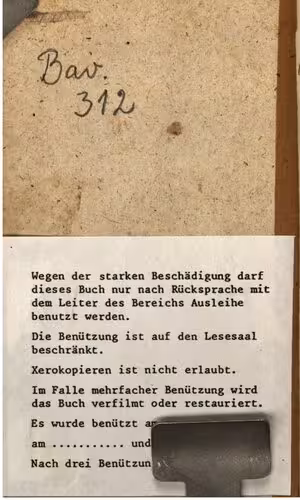 Bav.
312
Wegen der starken Beschädigung darf
dieses Buch nur nach Rücksprache mit
dem Leiter des Bereichs Ausleihe
benutzt werden.
Die Benützung ist auf den Lesesaal
beschränkt.
Xerokopieren ist nicht erlaubt.
Im Falle mehrfacher Benützung wird
das Buch verfilmt oder restauriert.
Es wurde benützt am
am ........... und
Nach drei Benützun